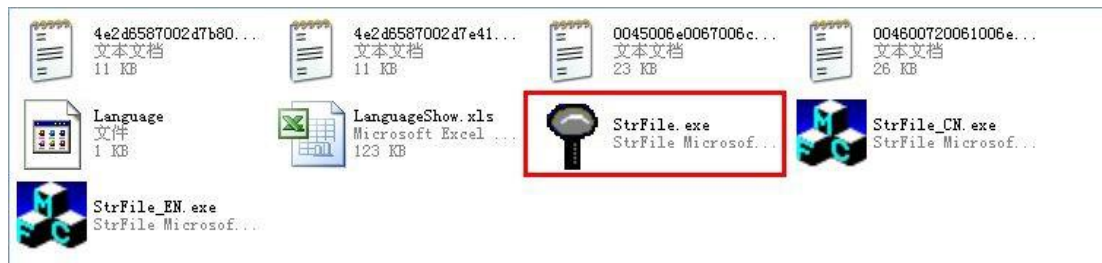 4e2d6587002d7b80...
文本文档
11 KB
4e2d6587002d7e41...
文本文档
11 KB
0045006e0067006c...
文本文档
23 KB
004600720061006e...
文本文档
26 KB
Language
文件
1 KB
LanguageShow.xls
Microsoft Excel ...
123 KB
StrFile.exe
StrFile Microsof...
StrFile_CN.exe
StrFile Microsof...
StrFile_EN.exe
StrFile Microsof...